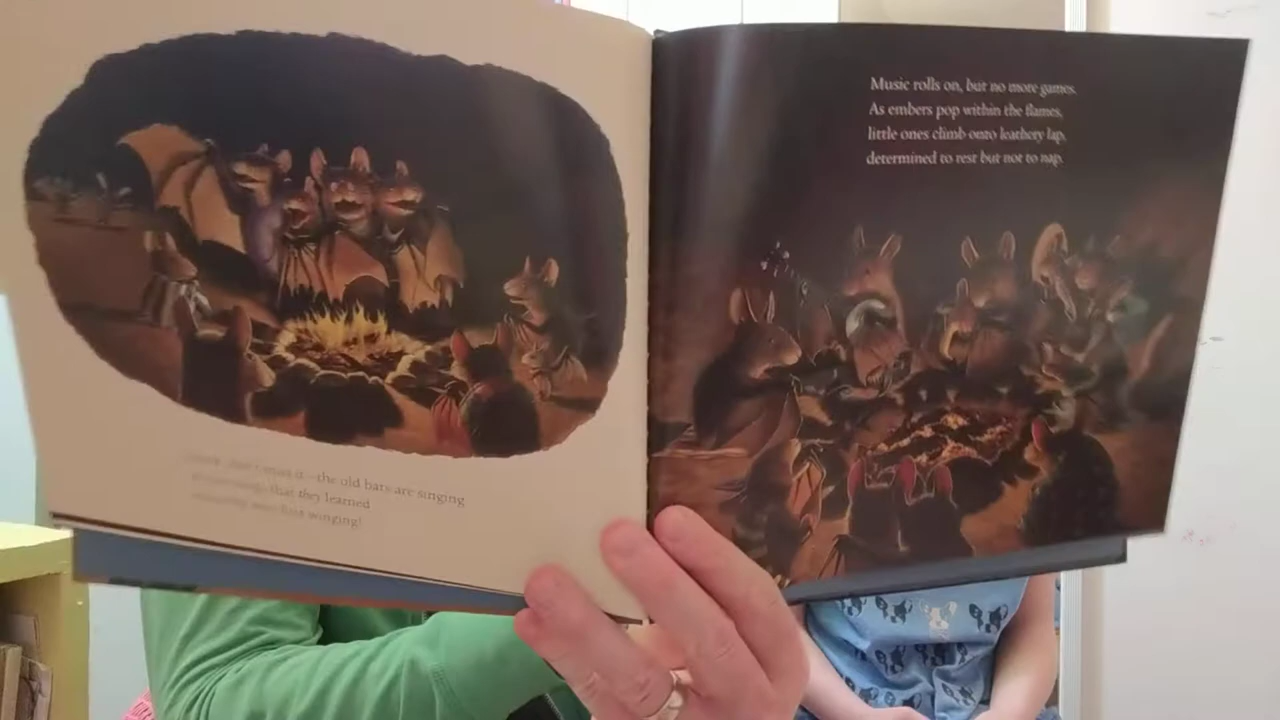 the old bats are singing
that they learned
first winging!
Music rolls on, but no more games.
As embers pop within the flames,
little ones climb onto leathery lap,
determined to rest but not to nap.